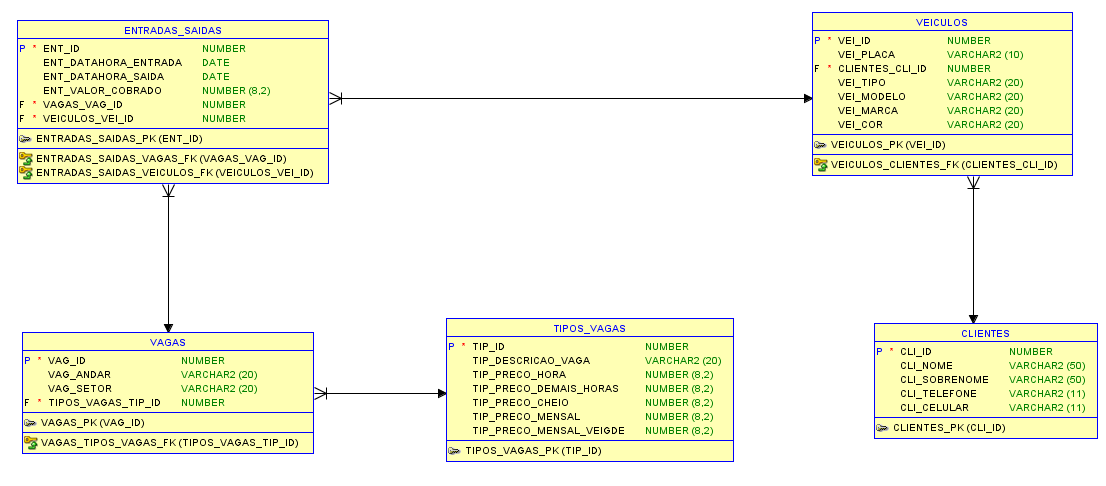 ENTRADAS_SAIDAS
P * ENT_ID NUMBER
ENT_DATAHORA_ENTRADA DATE
ENT_DATAHORA_SAIDA DATE
ENT_VALOR_COBRADO NUMBER (8,2)
F * VAGAS_VAG_ID NUMBER
F * VEICULOS_VEI_ID NUMBER
ENTRADAS_SAIDAS_PK (ENT_ID)
ENTRADAS_SAIDAS_VAGAS_FK (VAGAS_VAG_ID)
ENTRADAS_SAIDAS_VEICULOS_FK (VEICULOS_VEI_ID)
VEICULOS
P * VEI_ID NUMBER
VEI_PLACA VARCHAR2 (10)
F * CLIENTES_CLI_ID NUMBER
VEI_TIPO VARCHAR2 (20)
VEI_MODELO VARCHAR2 (20)
VEI_MARCA VARCHAR2 (20)
VEI_COR VARCHAR2 (20)
VEICULOS_PK (VEI_ID)
VEICULOS_CLIENTES_FK (CLIENTES_CLI_ID)
VAGAS
P * VAG_ID NUMBER
VAG_ANDAR VARCHAR2 (20)
VAG_SETOR VARCHAR2 (20)
F * TIPOS_VAGAS_TIP_ID NUMBER
VAGAS_PK (VAG_ID)
VAGAS_TIPOS_VAGAS_FK (TIPOS_VAGAS_TIP_ID)
TIPOS_VAGAS
P * TIP_ID NUMBER
TIP_DESCRICAO_VAGA VARCHAR2 (20)
TIP_PRECO_HORA NUMBER (8,2)
TIP_PRECO_DEMAIS_HORAS NUMBER (8,2)
TIP_PRECO_CHEIO NUMBER (8,2)
TIP_PRECO_MENSAL NUMBER (8,2)
TIP_PRECO_MENSAL_VEIGDE NUMBER (8,2)
TIPOS_VAGAS_PK (TIP_ID)
CLIENTES
P * CLI_ID NUMBER
CLI_NOME VARCHAR2 (50)
CLI_SOBRENOME VARCHAR2 (50)
CLI_TELEFONE VARCHAR2 (11)
CLI_CELULAR VARCHAR2 (11)
CLIENTES_PK (CLI_ID)